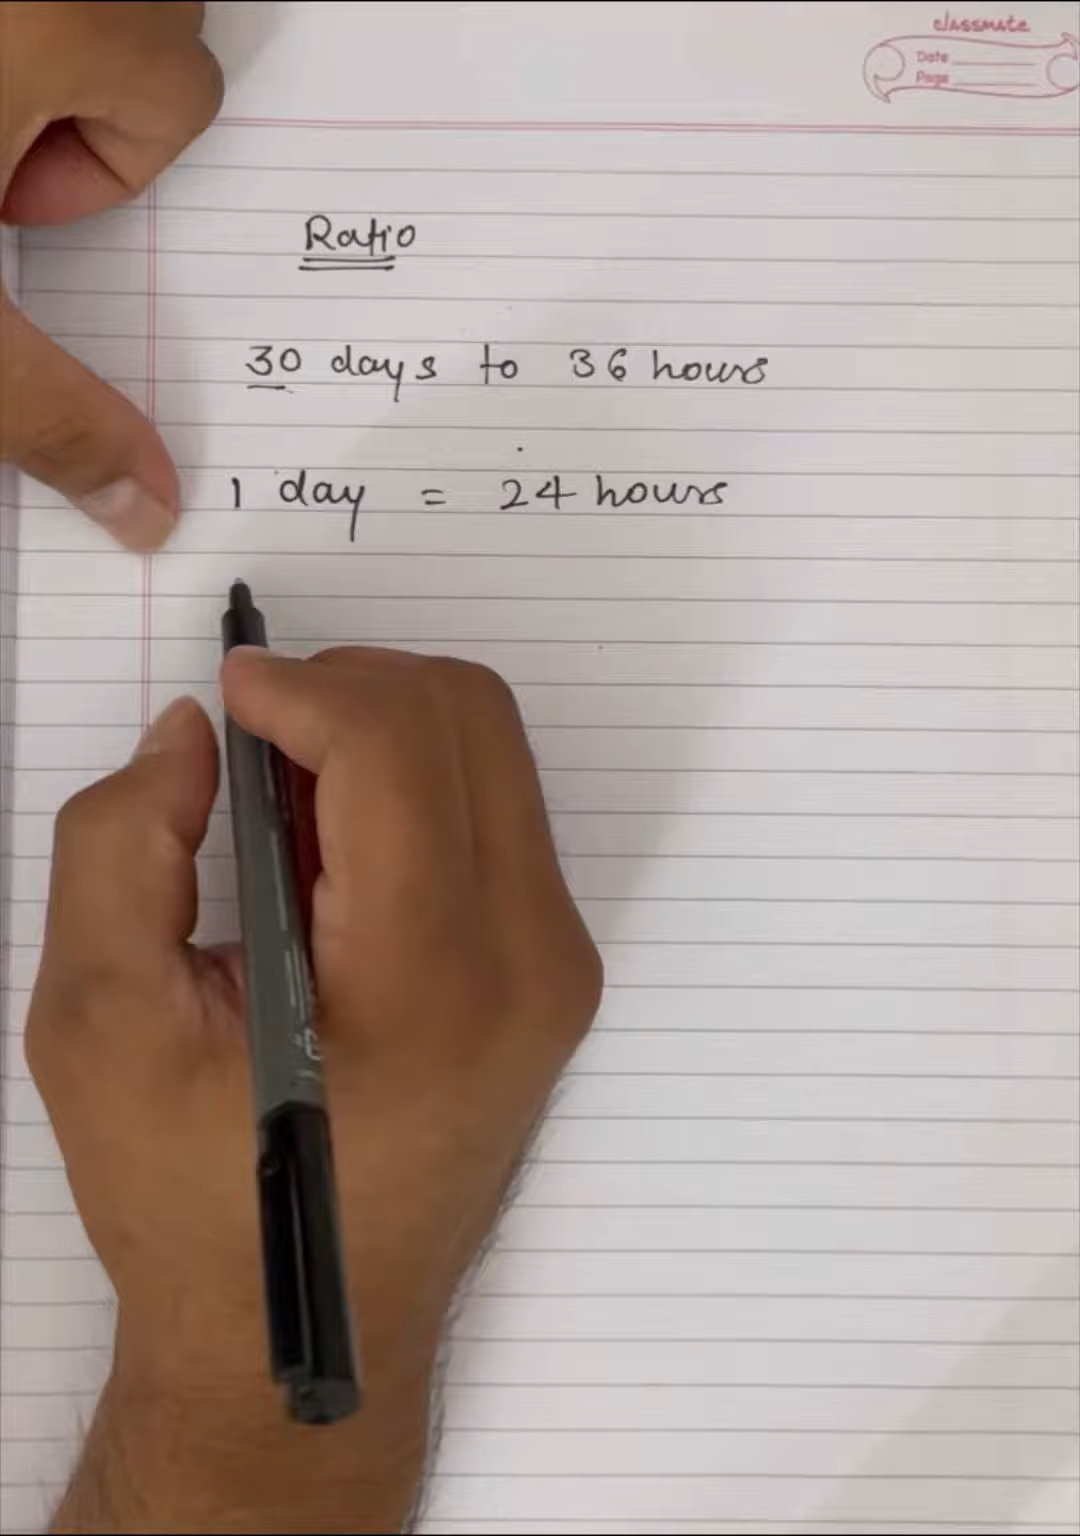 classmate
Date
Page
Ratio
30 days to 36 hours
1 day = 24 hours